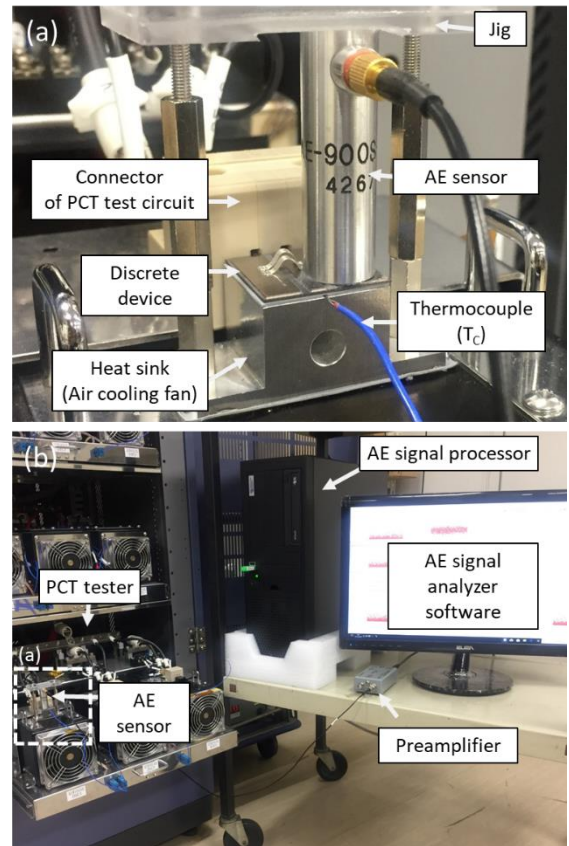 (a)
Jig
E-900S
4267
Connector
of PCT test circuit
AE sensor
Discrete
device
Thermocouple
(TC)
Heat sink
(Air cooling fan)
(b)
AE signal processor
PCT tester
AE signal
analyzer
software
(a)
AE
sensor
Preamplifier